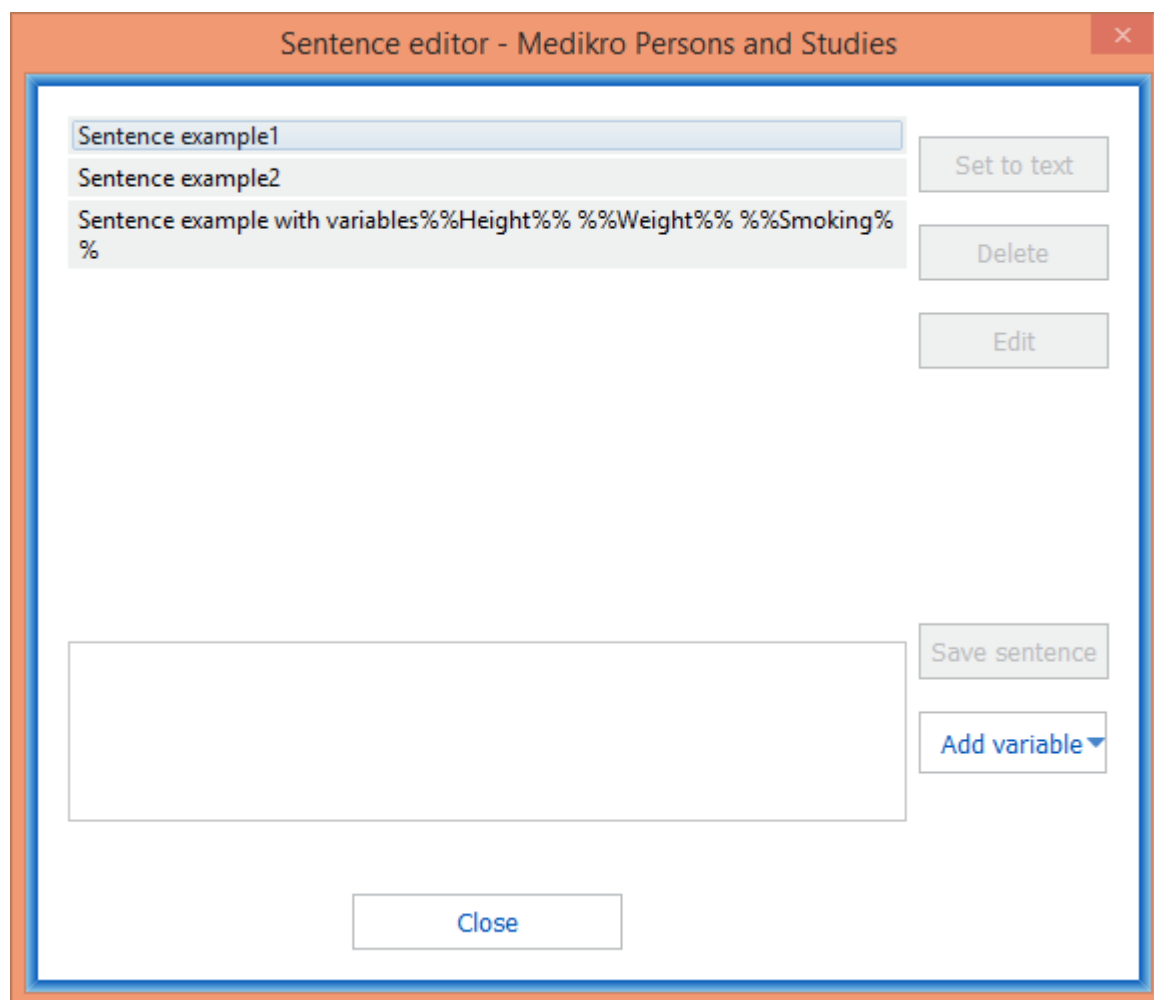 Sentence editor - Medikro Persons and Studies
Sentence example1
Set to text
Sentence example2
Sentence example with variables%%Height%% %%Weight%% %%Smoking%
%
Delete
Edit
Save sentence
Add variable
Close